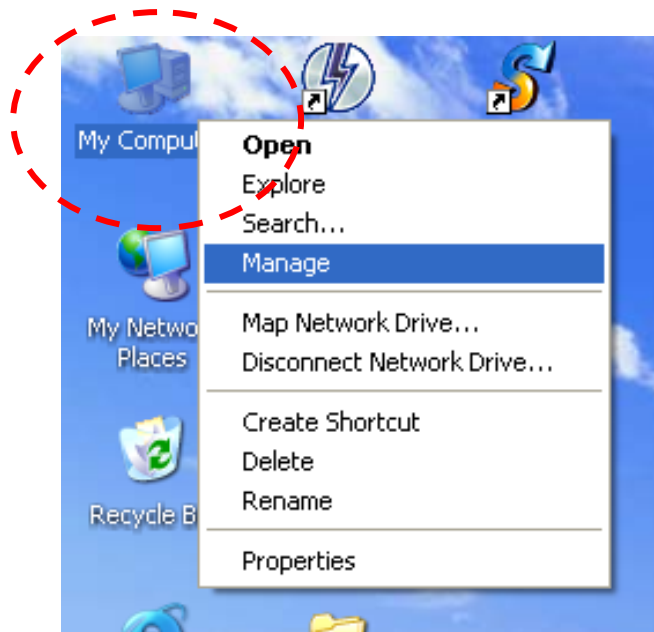 My Compu
Open
Explore
Search...
Manage
My Netwo
Places
Map Network Drive...
Disconnect Network Drive...
Create Shortcut
Delete
Rename
Recycle B
Properties